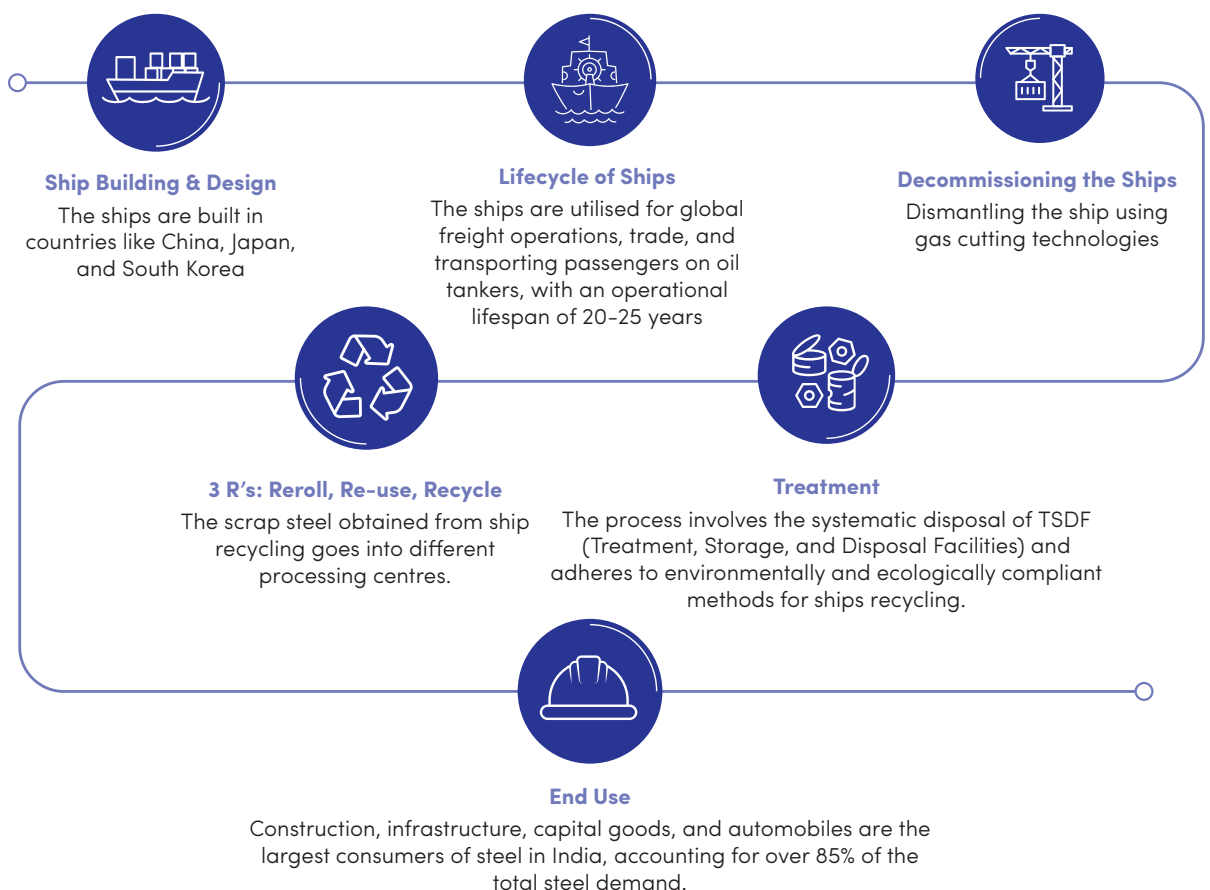 Ship Building & Design
The ships are built in
countries like China, Japan,
and South Korea
Lifecycle of Ships
The ships are utilised for global
freight operations, trade, and
transporting passengers on oil
tankers, with an operational
lifespan of 20-25 years
Decommissioning the Ships
Dismantling the ship using
gas cutting technologies
Treatment
The process involves the systematic disposal of TSDF
(Treatment, Storage, and Disposal Facilities) and
adheres to environmentally and ecologically compliant
methods for ships recycling.
3 R's: Reroll, Re-use, Recycle
The scrap steel obtained from ship
recycling goes into different
processing centres.
End Use
Construction, infrastructure, capital goods, and automobiles are the
largest consumers of steel in India, accounting for over 85% of the
total steel demand.